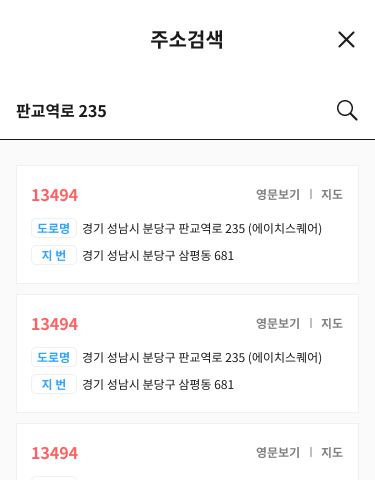 주소검색
판교역로 235
13494 영문보기 | 지도
도로명 경기 성남시 분당구 판교역로 235 (에이치스퀘어)
지 번 경기 성남시 분당구 삼평동 681
13494 영문보기 | 지도
도로명 경기 성남시 분당구 판교역로 235 (에이치스퀘어)
지 번 경기 성남시 분당구 삼평동 681
13494 영문보기 | 지도